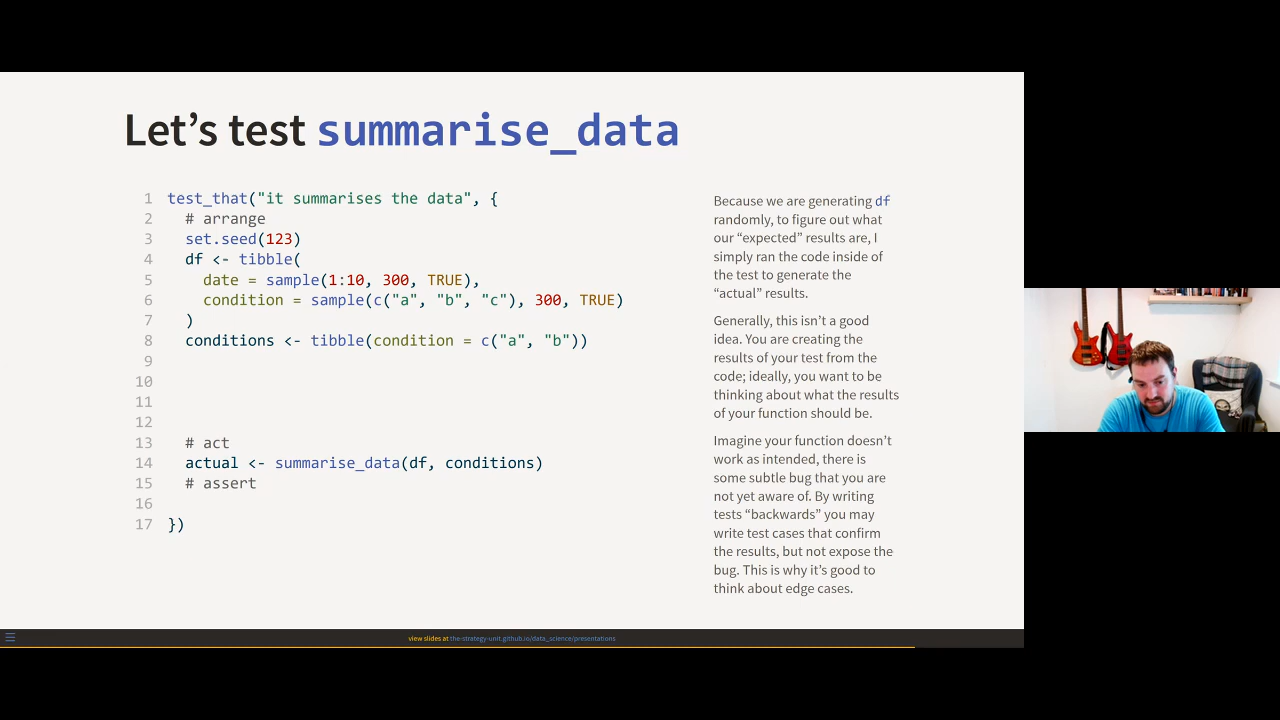 Let’s test summarise_data
1 test_that("it summarises the data", {
2 # arrange
3 set.seed(123)
4 df <- tibble(
5 date = sample(1:10, 300, TRUE),
6 condition = sample(c("a", "b", "c"), 300, TRUE)
7 )
8 conditions <- tibble(condition = c("a", "b"))
9
10
11
12
13 # act
14 actual <- summarise_data(df, conditions)
15 # assert
16
17 })
Because we are generating df
randomly, to figure out what
our “expected” results are, I
simply ran the code inside of
the test to generate the
“actual” results.
Generally, this isn’t a good
idea. You are creating the
results of your test from the
code; ideally, you want to be
thinking about what the results
of your function should be.
Imagine your function doesn’t
work as intended, there is
some subtle bug that you are
not yet aware of. By writing
tests “backwards” you may
write test cases that confirm
the results, but not expose the
bug. This is why it’s good to
think about edge cases.
view slides at the-strategy-unit.github.io/data_science/presentations